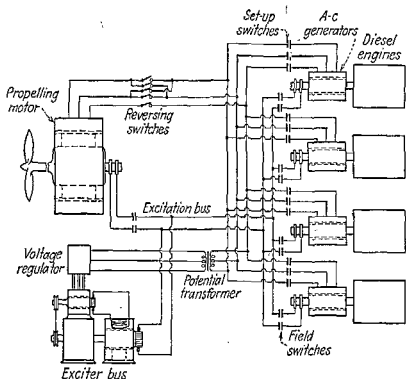 Set-up
switches
A-c
generators
Diesel
engines
Propelling
motor
Reversing
switches
Excitation bus
Voltage
regulator
Potential
transformer
Field
switches
Exciter bus